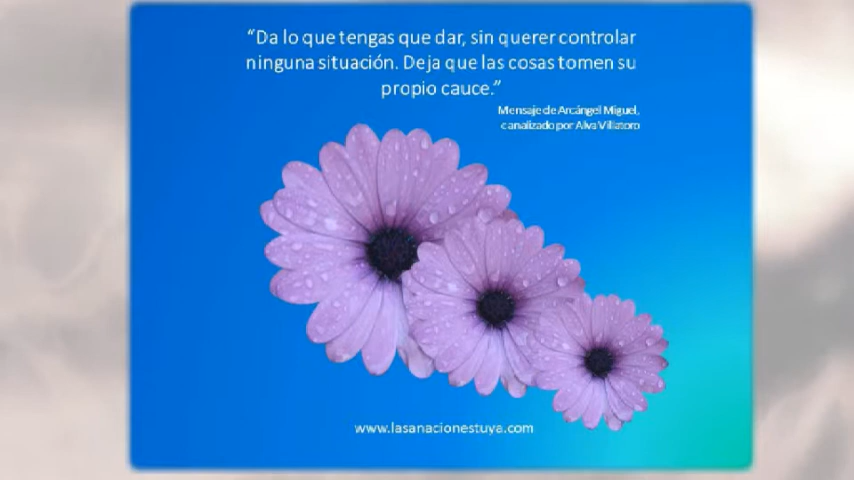 “Da lo que tengas que dar, sin querer controlar
ninguna situación. Deja que las cosas tomen su
propio cauce.”
Mensaje de Arcángel Miguel,
canalizado por Alva Villatoro
www.lasanacionestuya.com